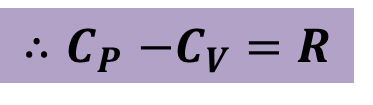 ∴ C_P − C_V = R